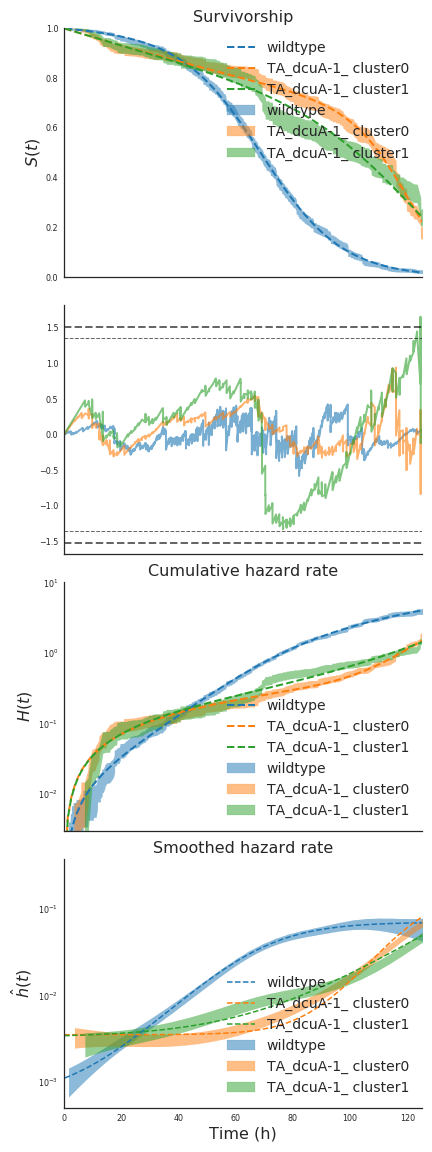 Survivorship
1.0
0.8
0.6
0.4
0.2
0.0
S(t)
wildtype
TA_dcuA-1_ cluster0
TA_dcuA-1_ cluster1
wildtype
TA_dcuA-1_ cluster0
TA_dcuA-1_ cluster1
1.5
1.0
0.5
0.0
−0.5
−1.0
−1.5
Cumulative hazard rate
10¹
10⁰
10⁻¹
10⁻²
H(t)
wildtype
TA_dcuA-1_ cluster0
TA_dcuA-1_ cluster1
wildtype
TA_dcuA-1_ cluster0
TA_dcuA-1_ cluster1
Smoothed hazard rate
10⁻¹
10⁻²
10⁻³
ĥ(t)
wildtype
TA_dcuA-1_ cluster0
TA_dcuA-1_ cluster1
wildtype
TA_dcuA-1_ cluster0
TA_dcuA-1_ cluster1
0 20 40 60 80 100 120
Time (h)